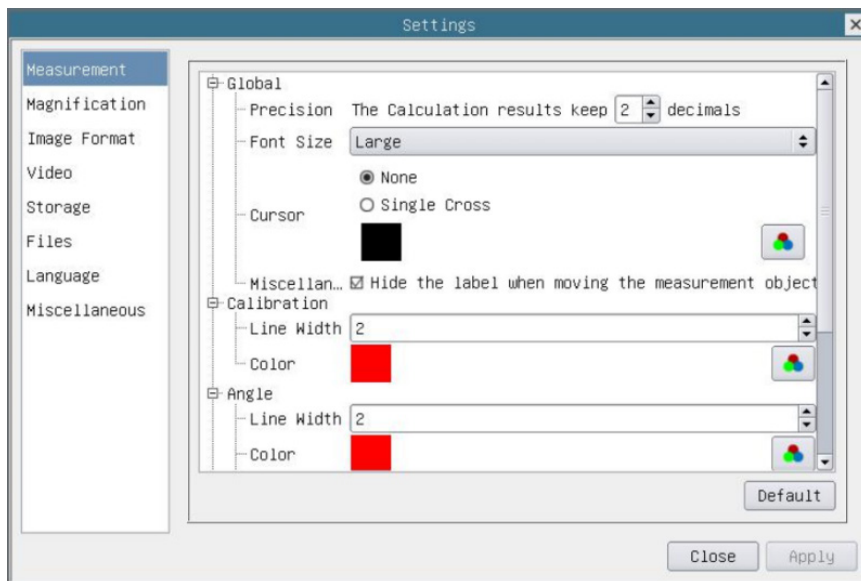 Settings
Measurement
Magnification
Image Format
Video
Storage
Files
Language
Miscellaneous
Global
Precision The Calculation results keep 2 decimals
Font Size Large
None
Cursor
Single Cross
Miscellan... Hide the label when moving the measurement object
Calibration
Line Width 2
Color
Angle
Line Width 2
Color
Default
Close Apply